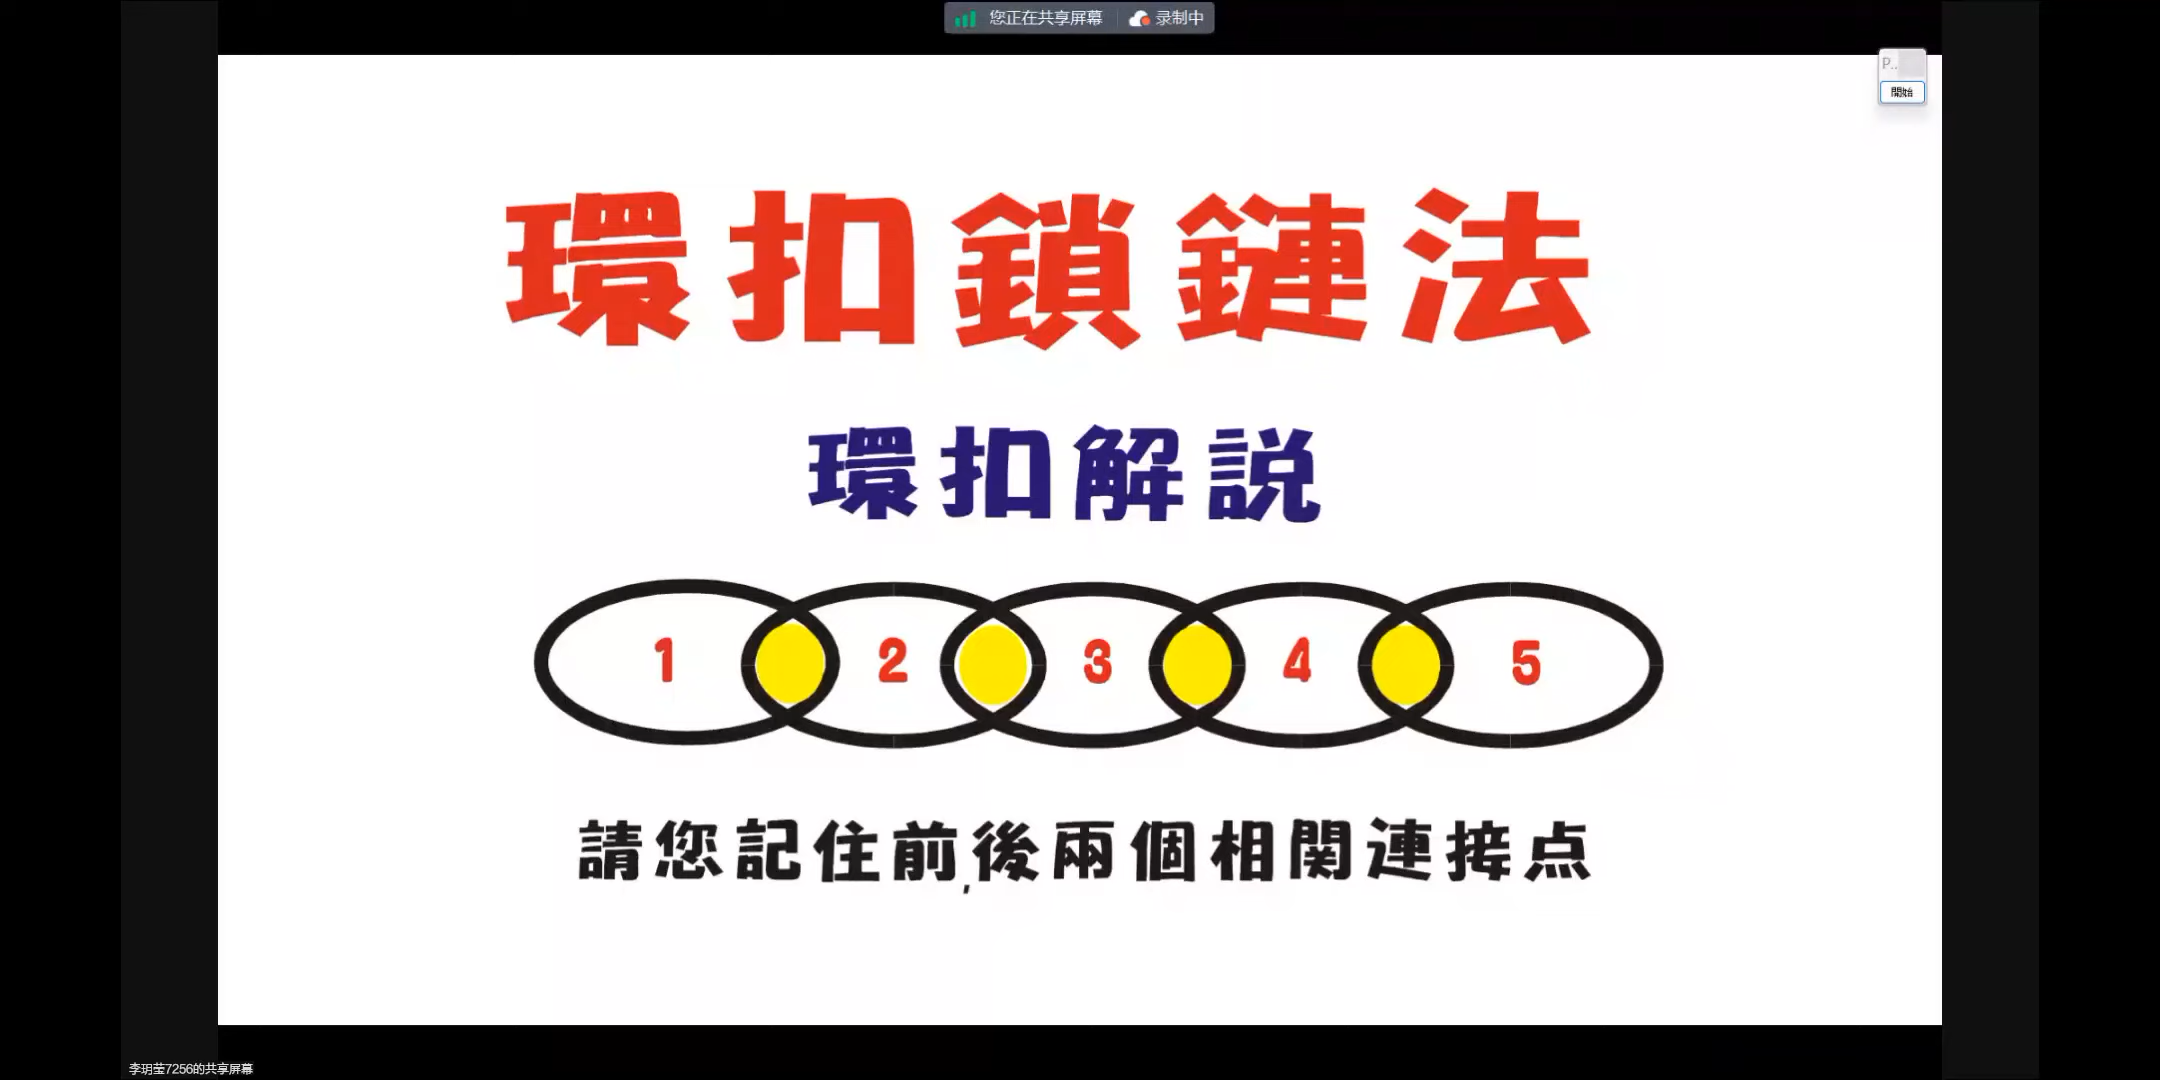 您正在共享屏幕 录制中
P..
開始
環扣鎖鏈法
環扣解説
1 2 3 4 5
請您記住前,後兩個相関連接点
李玥莹7256的共享屏幕